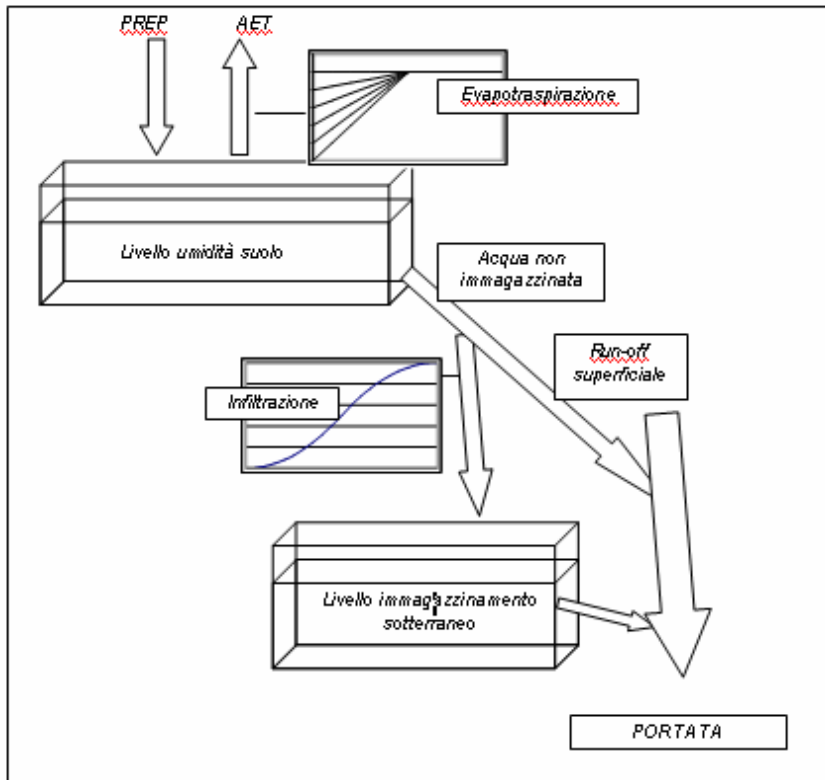 PREP
AET
Evapotraspirazione
Livello umidità suolo
Acqua non
immagazzinata
Run-off
superficiale
Infiltrazione
Livello immagazzinamento
sotterraneo
PORTATA